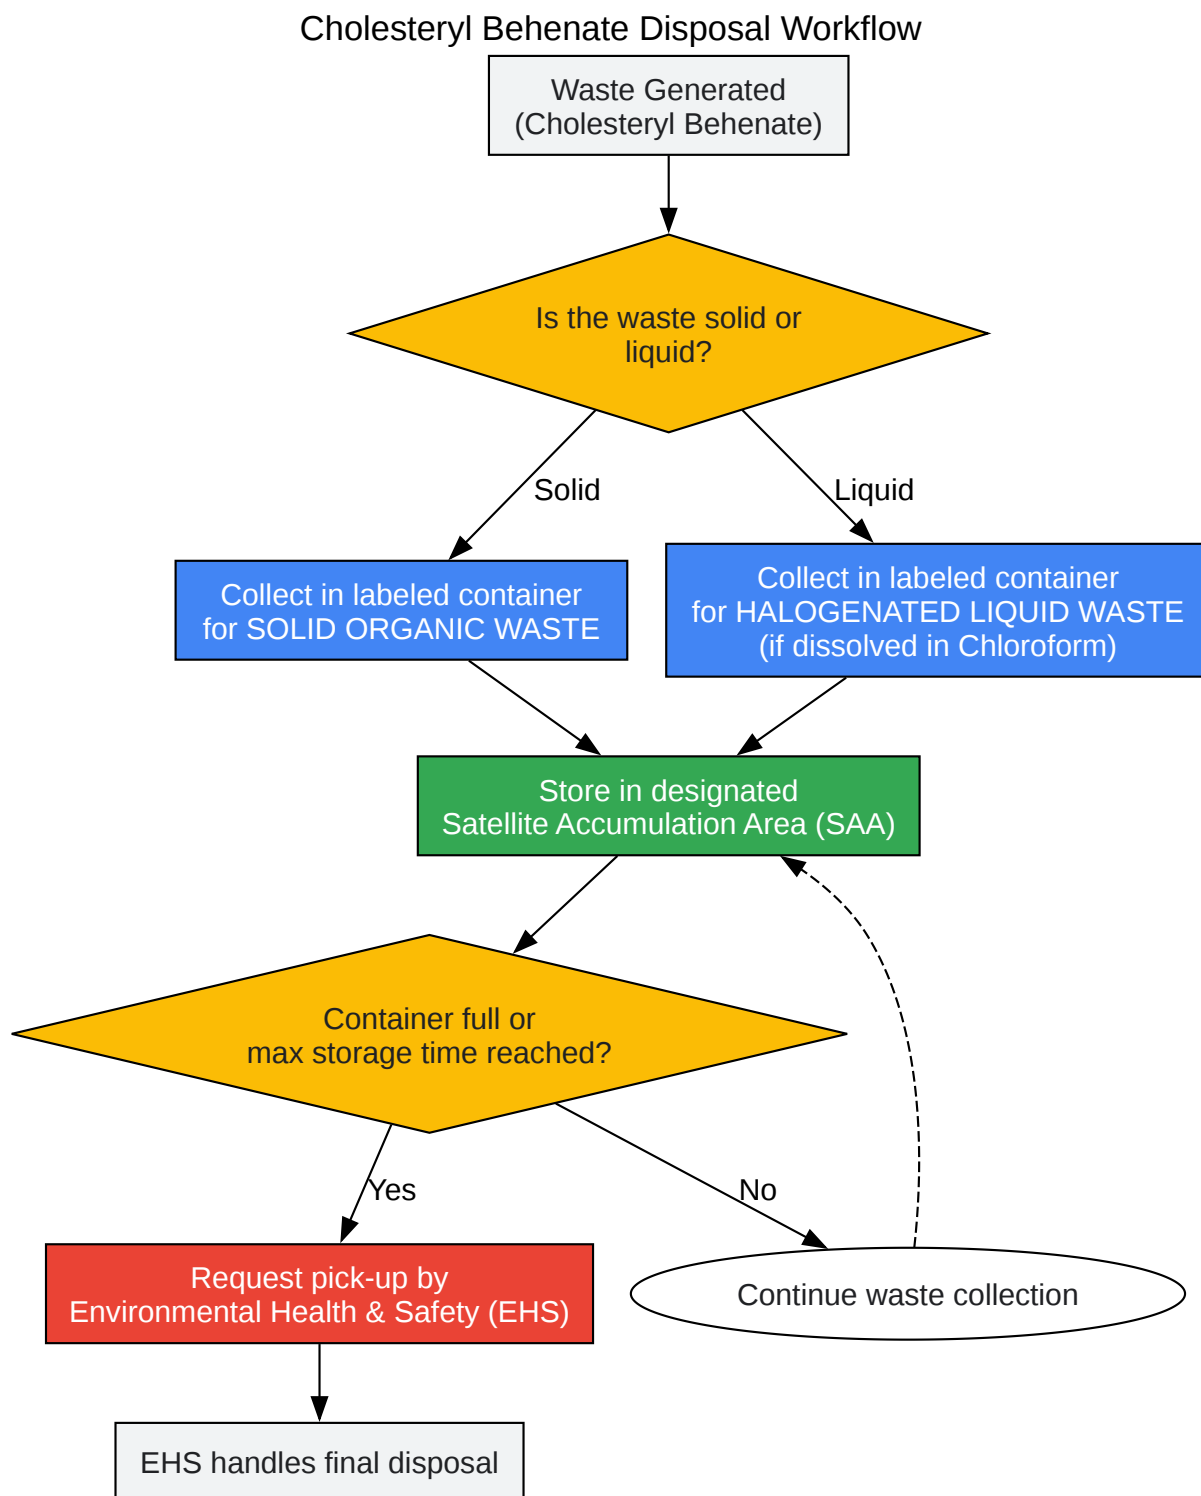 Cholesteryl Behenate Disposal Workflow
Waste Generated
(Cholesteryl Behenate)
Is the waste solid or
liquid?
Solid
Liquid
Collect in labeled container
for SOLID ORGANIC WASTE
Collect in labeled container
for HALOGENATED LIQUID WASTE
(if dissolved in Chloroform)
Store in designated
Satellite Accumulation Area (SAA)
Container full or
max storage time reached?
Yes
No
Request pick-up by
Environmental Health & Safety (EHS)
Continue waste collection
EHS handles final disposal